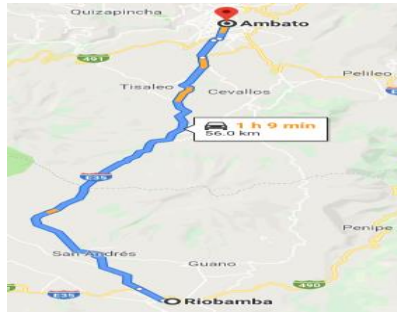 Quizapincha
Ambato
491
Pelileo
Tisaleo
Cevallos
1 h 9 min
56.0 km
E35
Penipe
San Andrés
Guano
490
E35
Riobamba